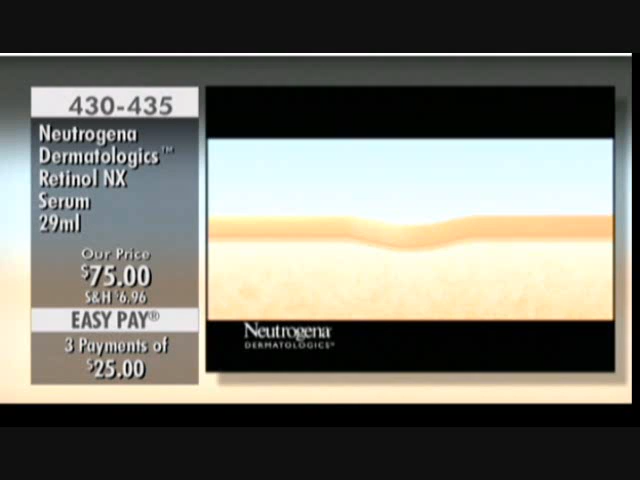 430-435
Neutrogena
Dermatologics™
Retinol NX
Serum
29ml
Our Price
$75.00
S&H $6.96
EASY PAY®
3 Payments of
$25.00
Neutrogena
DERMATOLOGICS™